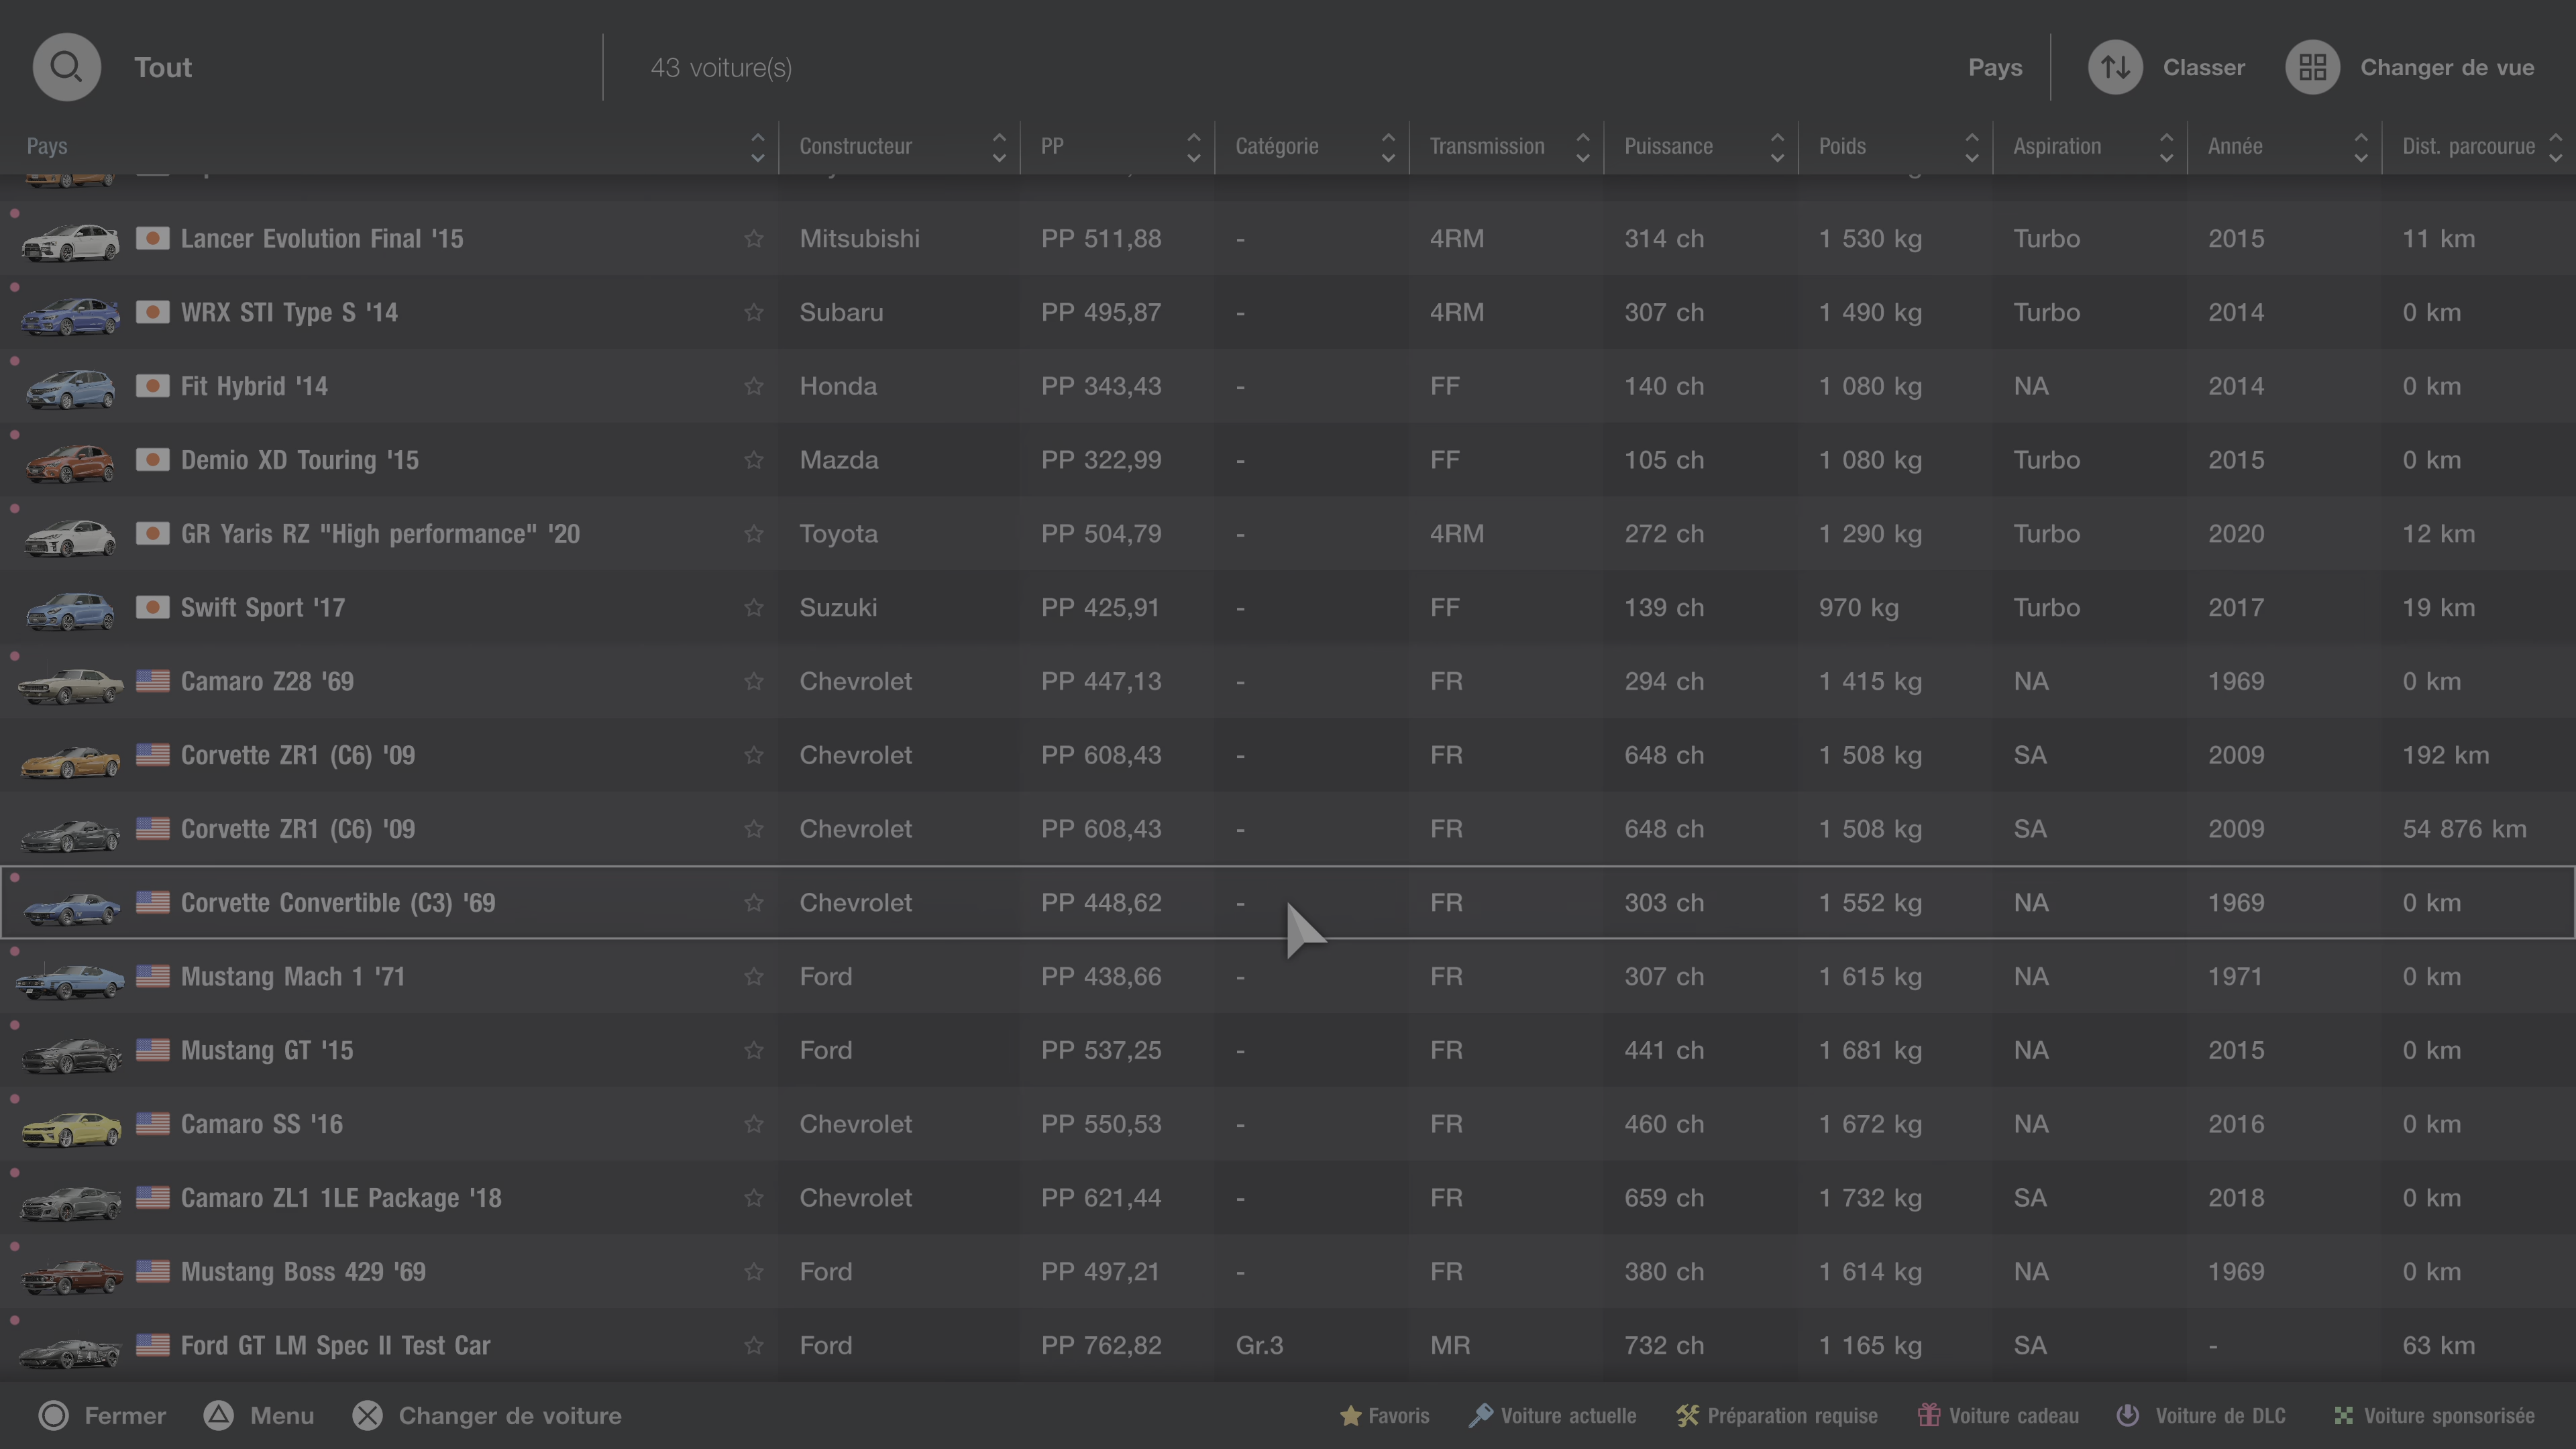 Tout 43 voiture(s) Pays Classer Changer de vue
Pays Constructeur PP Catégorie Transmission Puissance Poids Aspiration Année Dist. parcourue
Lancer Evolution Final '15 Mitsubishi PP 511,88 - 4RM 314 ch 1 530 kg Turbo 2015 11 km
WRX STI Type S '14 Subaru PP 495,87 - 4RM 307 ch 1 490 kg Turbo 2014 0 km
Fit Hybrid '14 Honda PP 343,43 - FF 140 ch 1 080 kg NA 2014 0 km
Demio XD Touring '15 Mazda PP 322,99 - FF 105 ch 1 080 kg Turbo 2015 0 km
GR Yaris RZ "High performance" '20 Toyota PP 504,79 - 4RM 272 ch 1 290 kg Turbo 2020 12 km
Swift Sport '17 Suzuki PP 425,91 - FF 139 ch 970 kg Turbo 2017 19 km
Camaro Z28 '69 Chevrolet PP 447,13 - FR 294 ch 1 415 kg NA 1969 0 km
Corvette ZR1 (C6) '09 Chevrolet PP 608,43 - FR 648 ch 1 508 kg SA 2009 192 km
Corvette ZR1 (C6) '09 Chevrolet PP 608,43 - FR 648 ch 1 508 kg SA 2009 54 876 km
Corvette Convertible (C3) '69 Chevrolet PP 448,62 - FR 303 ch 1 552 kg NA 1969 0 km
Mustang Mach 1 '71 Ford PP 438,66 - FR 307 ch 1 615 kg NA 1971 0 km
Mustang GT '15 Ford PP 537,25 - FR 441 ch 1 681 kg NA 2015 0 km
Camaro SS '16 Chevrolet PP 550,53 - FR 460 ch 1 672 kg NA 2016 0 km
Camaro ZL1 1LE Package '18 Chevrolet PP 621,44 - FR 659 ch 1 732 kg SA 2018 0 km
Mustang Boss 429 '69 Ford PP 497,21 - FR 380 ch 1 614 kg NA 1969 0 km
Ford GT LM Spec II Test Car Ford PP 762,82 Gr.3 MR 732 ch 1 165 kg SA - 63 km
Fermer Menu Changer de voiture Favoris Voiture actuelle Préparation requise Voiture cadeau Voiture de DLC Voiture sponsorisée